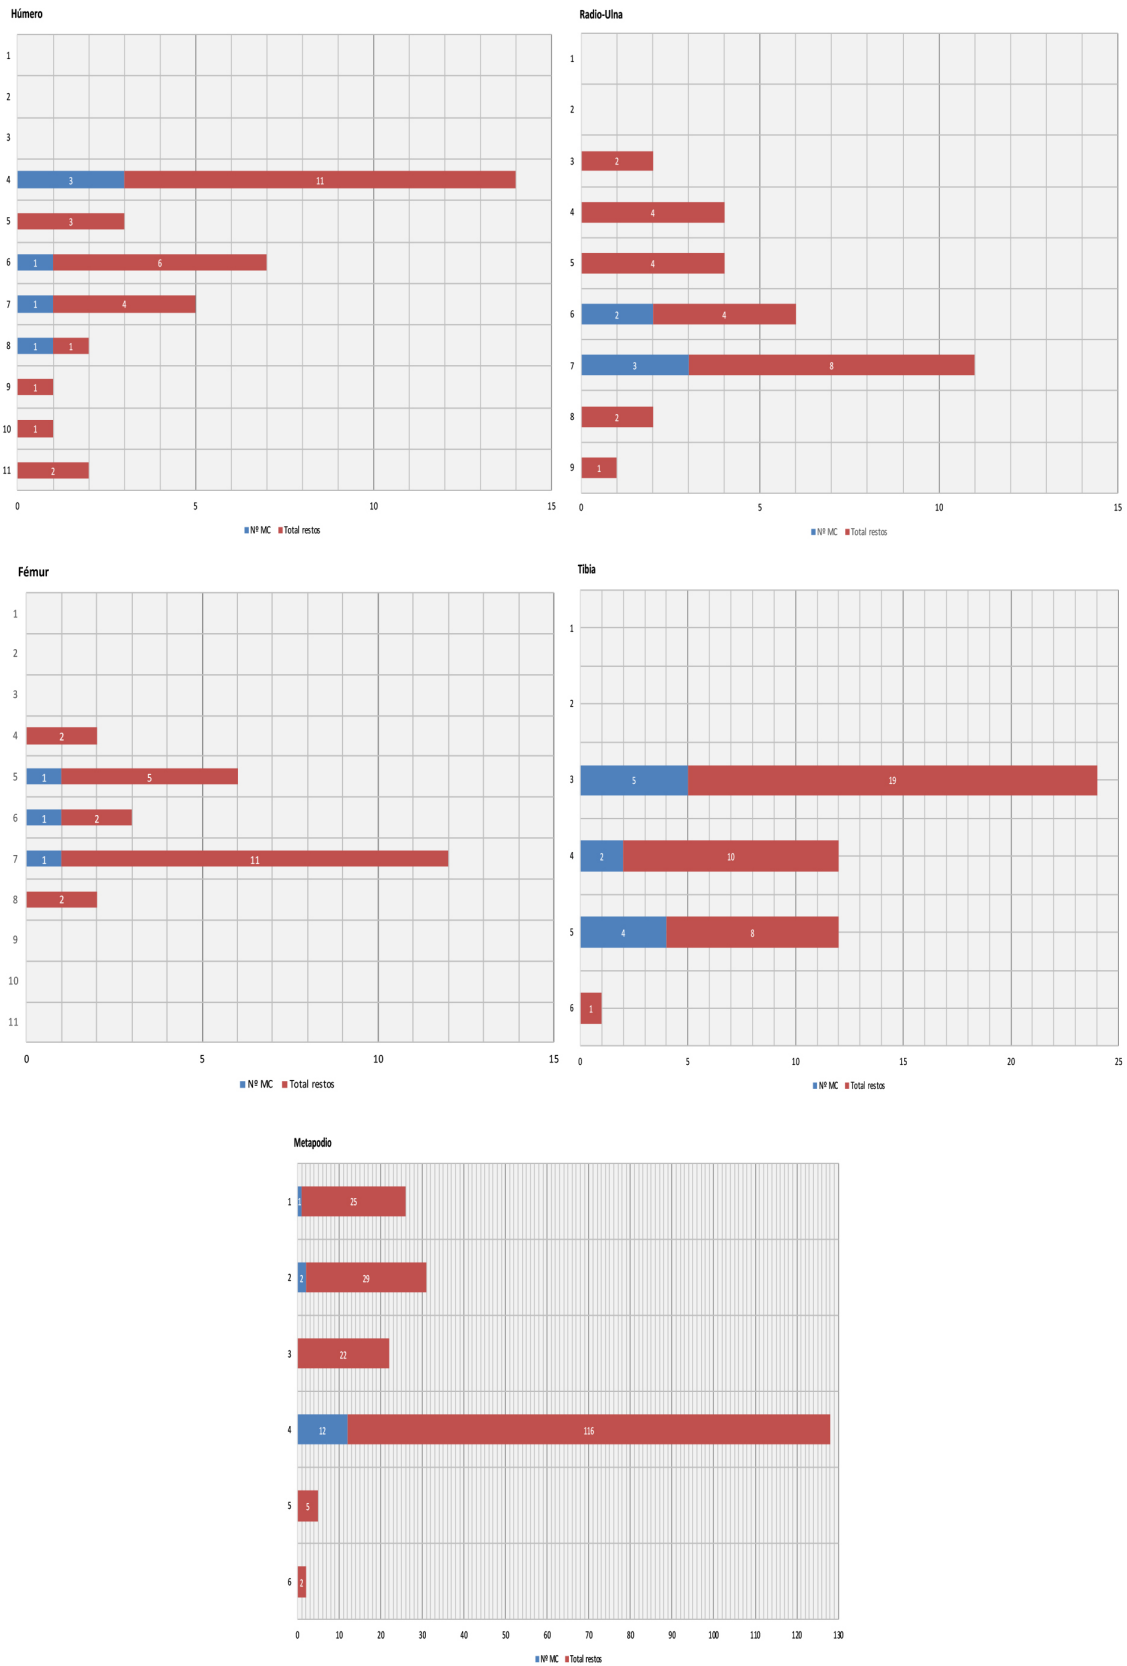 Húmero
1
2
3
4 3 11
5 3
6 1 6
7 1 4
8 1 1
9 1
10 1
11 2
0 5 10 15
Nº MC Total restos
Radio-Ulna
1
2
3 2
4 4
5 4
6 2 4
7 3 8
8 2
9 1
0 5 10 15
Nº MC Total restos
Fémur
1
2
3
4 2
5 1 5
6 1 2
7 1 11
8 2
9
10
11
0 5 10 15
Nº MC Total restos
Tibia
1
2
3 5 19
4 2 10
5 4 8
6 1
0 5 10 15 20 25
Nº MC Total restos
Metapodio
1 1 25
2 2 29
3 22
4 12 116
5 5
6 2
0 10 20 30 40 50 60 70 80 90 100 110 120 130
Nº MC Total restos